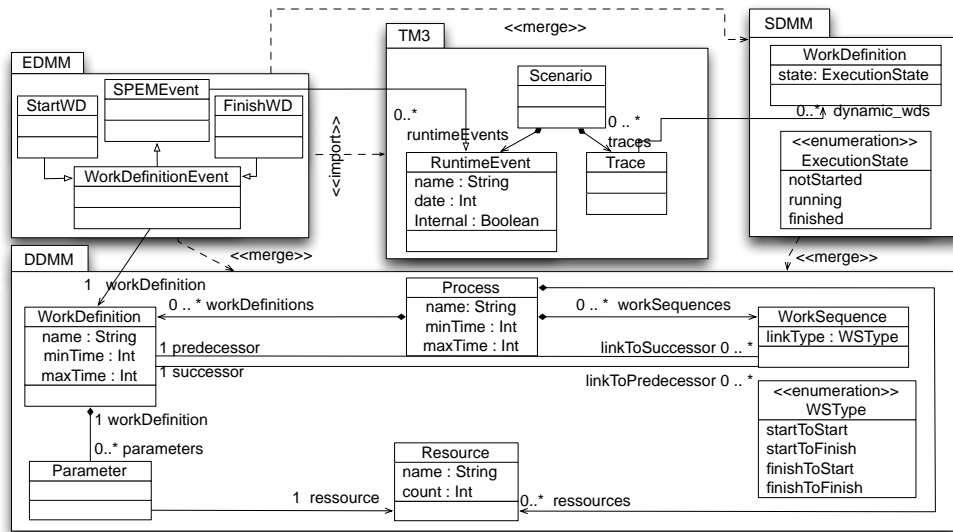 EDMM
StartWD
SPEMEvent
FinishWD
WorkDefinitionEvent
<<import>>
<<merge>>
TM3
Scenario
0..*
runtimeEvents
0 .. *
traces
RuntimeEvent
name : String
date : Int
Internal : Boolean
Trace
SDMM
WorkDefinition
state: ExecutionState
0..* dynamic_wds
<<enumeration>>
ExecutionState
notStarted
running
finished
<<merge>>
<<merge>>
DDMM
1 workDefinition
WorkDefinition
name : String
minTime : Int
maxTime : Int
0 .. * workDefinitions
Process
name: String
minTime : Int
maxTime : Int
0 .. * workSequences
WorkSequence
linkType : WSType
1 predecessor
linkToSuccessor 0 .. *
1 successor
linkToPredecessor 0 .. *
<<enumeration>>
WSType
startToStart
startToFinish
finishToStart
finishToFinish
1 workDefinition
0..* parameters
Parameter
1 ressource
Resource
name : String
count : Int
0..* ressources